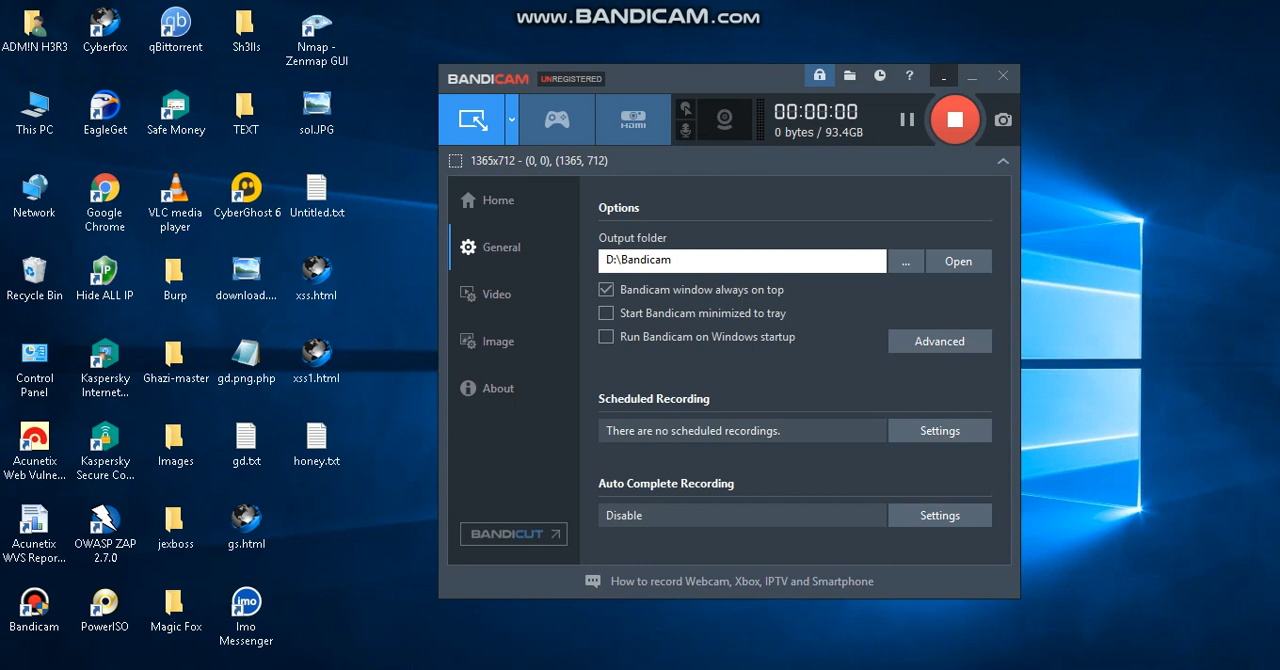 www.BANDICAM.com
ADM!N H3R3
Cyberfox
qBittorrent
Sh3lls
Nmap -
Zenmap GUI
This PC
EagleGet
Safe Money
TEXT
sol.JPG
Network
Google
Chrome
VLC media
player
CyberGhost 6
Untitled.txt
Recycle Bin
Hide ALL IP
Burp
download....
xss.html
Control
Panel
Kaspersky
Internet...
Ghazi-master
gd.png.php
xss1.html
Acunetix
Web Vulne...
Kaspersky
Secure Co...
Images
gd.txt
honey.txt
Acunetix
WVS Repor...
OWASP ZAP
2.7.0
jexboss
gs.html
Bandicam
PowerISO
Magic Fox
imo
Imo
Messenger
BANDICAM UNREGISTERED
?
HDMI
00:00:00
0 bytes / 93.4GB
1365x712 - (0, 0), (1365, 712)
Home
General
Video
Image
About
BANDICUT
Options
Output folder
D:\Bandicam
...
Open
Bandicam window always on top
Start Bandicam minimized to tray
Run Bandicam on Windows startup
Advanced
Scheduled Recording
There are no scheduled recordings.
Settings
Auto Complete Recording
Disable
Settings
How to record Webcam, Xbox, IPTV and Smartphone